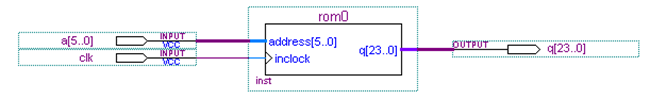 rom0
a[5..0] INPUT VCC address[5..0] q[23..0] OUTPUT q[23..0]
clk INPUT VCC inclock
inst